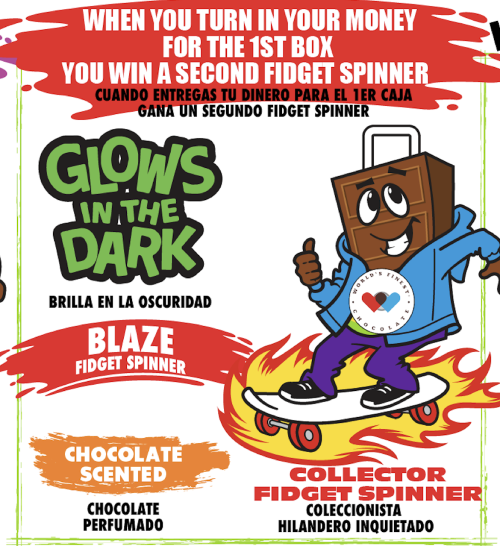 WHEN YOU TURN IN YOUR MONEY
FOR THE 1ST BOX
YOU WIN A SECOND FIDGET SPINNER
CUANDO ENTREGAS TU DINERO PARA EL 1ER CAJA
GANA UN SEGUNDO FIDGET SPINNER
GLOWS
IN THE
DARK
BRILLA EN LA OSCURIDAD
WORLD'S FINEST
CHOCOLATE
BLAZE
FIDGET SPINNER
CHOCOLATE
SCENTED
CHOCOLATE
PERFUMADO
COLLECTOR
FIDGET SPINNER
COLECCIONISTA
HILANDERO INQUIETADO